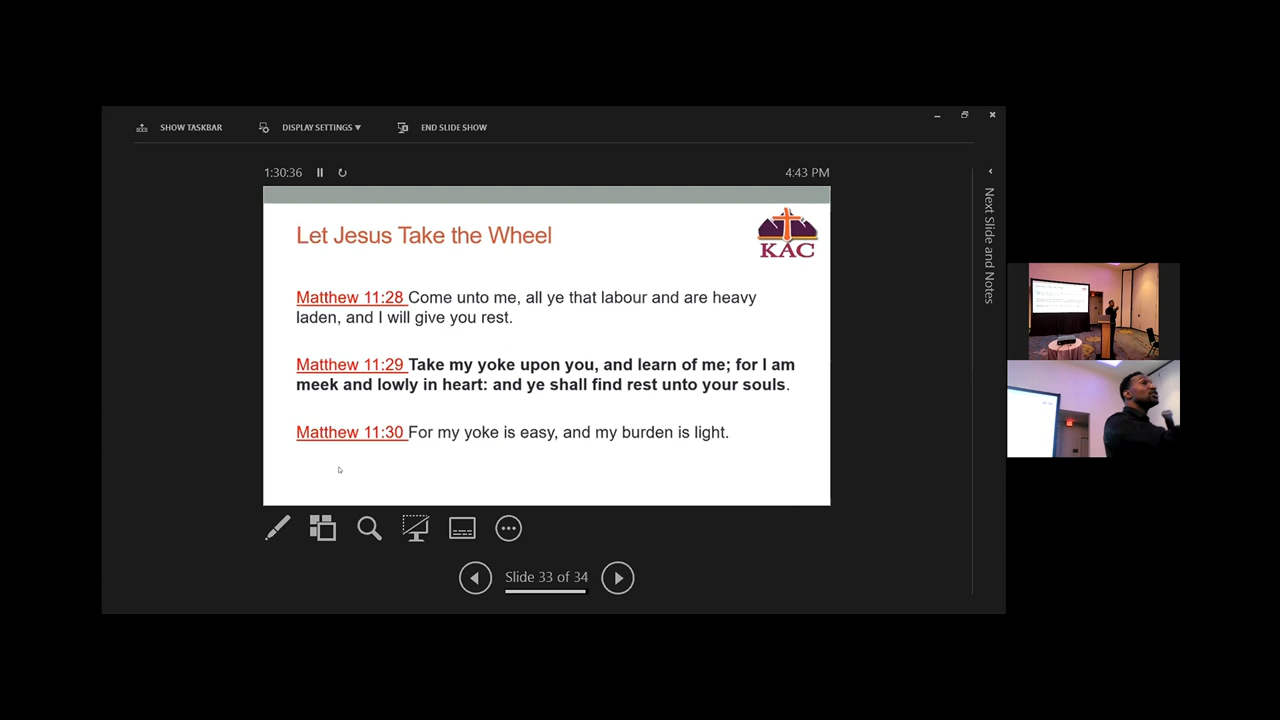 SHOW TASKBAR DISPLAY SETTINGS ▾ END SLIDE SHOW
1:30:36 4:43 PM
Let Jesus Take the Wheel
KAC
Matthew 11:28 Come unto me, all ye that labour and are heavy
laden, and I will give you rest.
Matthew 11:29 Take my yoke upon you, and learn of me; for I am
meek and lowly in heart: and ye shall find rest unto your souls.
Matthew 11:30 For my yoke is easy, and my burden is light.
Slide 33 of 34
Next Slide and Notes